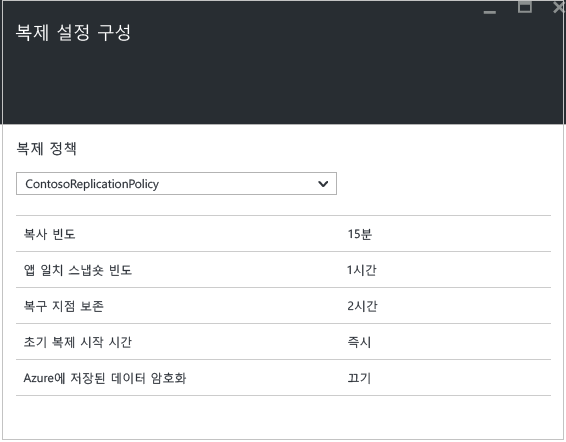 복제 설정 구성
복제 정책
ContosoReplicationPolicy
복사 빈도 15분
앱 일치 스냅숏 빈도 1시간
복구 지점 보존 2시간
초기 복제 시작 시간 즉시
Azure에 저장된 데이터 암호화 끄기